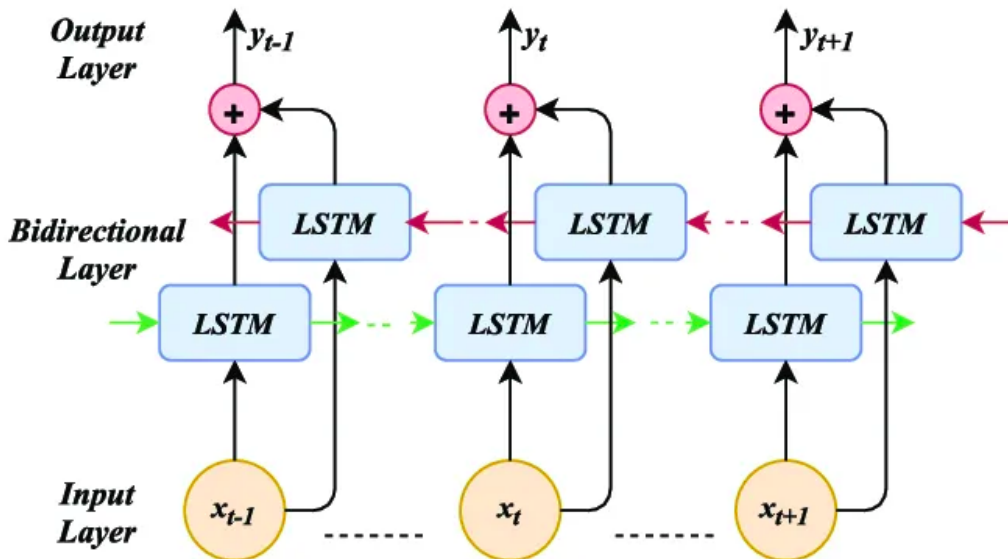 Output
Layer
y_{t-1}
y_t
y_{t+1}
+
+
+
Bidirectional
Layer
LSTM
LSTM
LSTM
LSTM
LSTM
LSTM
Input
Layer
x_{t-1}
x_t
x_{t+1}